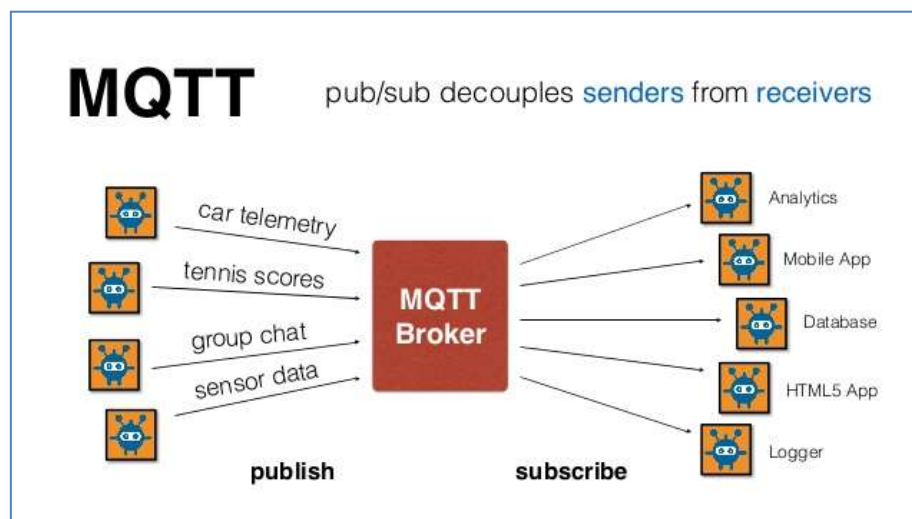 MQTT
pub/sub decouples senders from receivers
car telemetry
tennis scores
group chat
sensor data
MQTT
Broker
Analytics
Mobile App
Database
HTML5 App
Logger
publish
subscribe